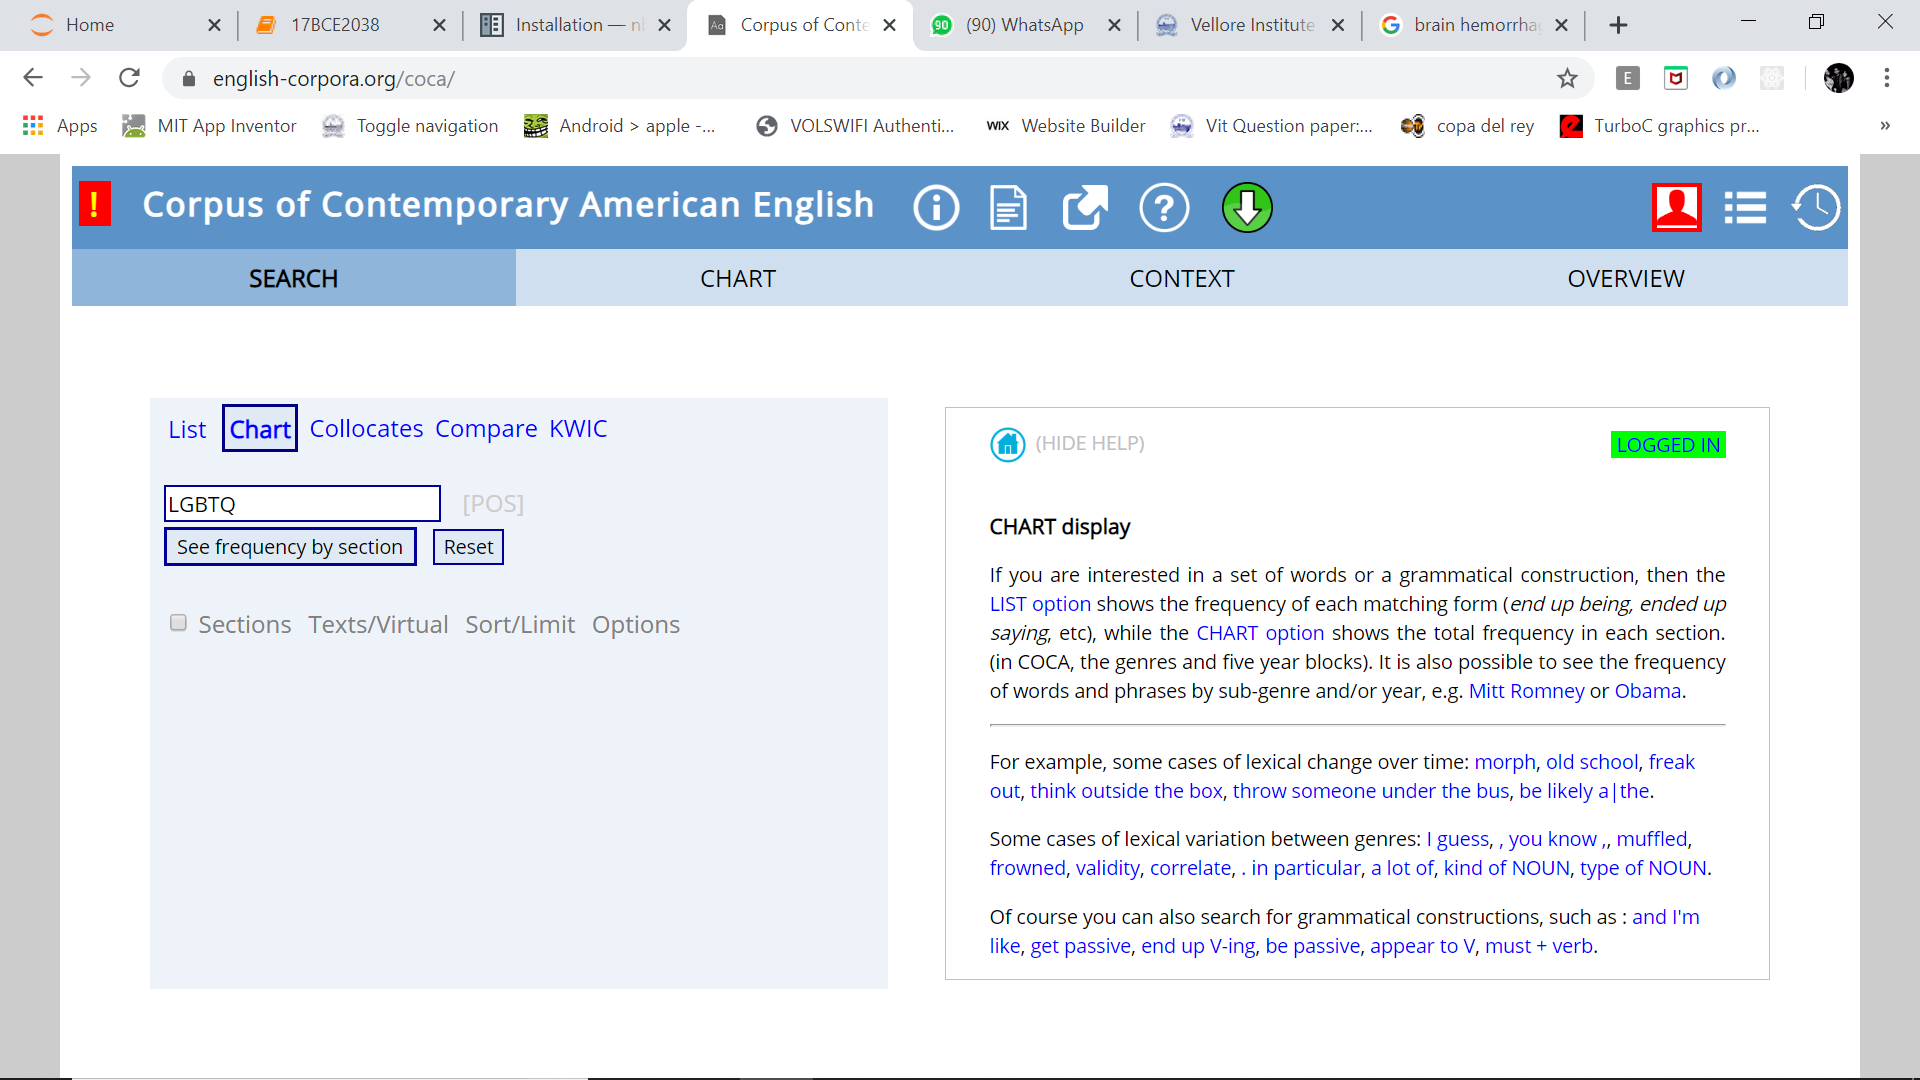 Home
17BCE2038
Installation — nl
Corpus of Conte
(90) WhatsApp
Vellore Institute
brain hemorrha
english-corpora.org/coca/
E
Apps
MIT App Inventor
Toggle navigation
Android > apple -...
VOLSWIFI Authenti...
WIX
Website Builder
Vit Question paper:...
copa del rey
TurboC graphics pr...
»
! Corpus of Contemporary American English
SEARCH
CHART
CONTEXT
OVERVIEW
List Chart Collocates Compare KWIC
LGBTQ [POS]
See frequency by section Reset
Sections Texts/Virtual Sort/Limit Options
(HIDE HELP) LOGGED IN
CHART display
If you are interested in a set of words or a grammatical construction, then the
LIST option shows the frequency of each matching form (end up being, ended up
saying, etc), while the CHART option shows the total frequency in each section.
(in COCA, the genres and five year blocks). It is also possible to see the frequency
of words and phrases by sub-genre and/or year, e.g. Mitt Romney or Obama.
For example, some cases of lexical change over time: morph, old school, freak
out, think outside the box, throw someone under the bus, be likely a|the.
Some cases of lexical variation between genres: I guess, , you know ,, muffled,
frowned, validity, correlate, . in particular, a lot of, kind of NOUN, type of NOUN.
Of course you can also search for grammatical constructions, such as : and I'm
like, get passive, end up V-ing, be passive, appear to V, must + verb.